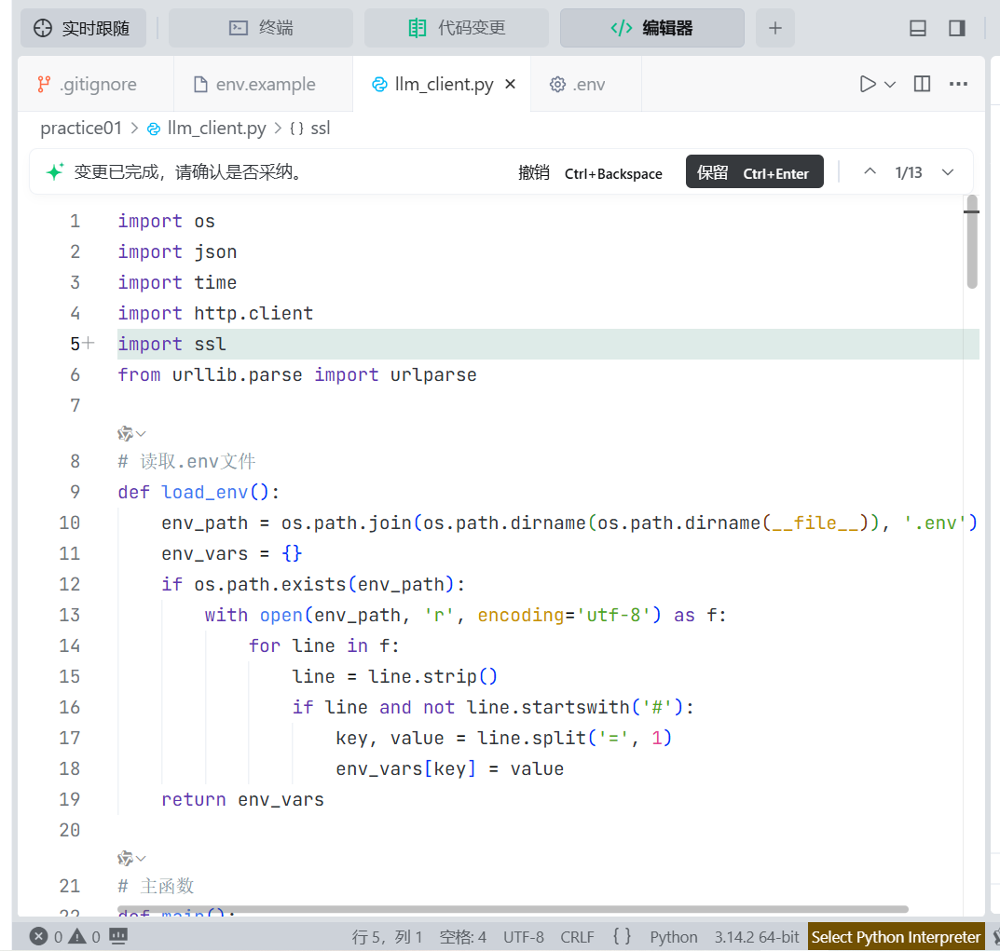 实时跟随 终端 代码变更 </> 编辑器 +
.gitignore env.example llm_client.py × .env
practice01 > llm_client.py > {} ssl
变更已完成，请确认是否采纳。 撤销 Ctrl+Backspace 保留 Ctrl+Enter 1/13
1 import os
2 import json
3 import time
4 import http.client
5+ import ssl
6 from urllib.parse import urlparse
7
8 # 读取.env文件
9 def load_env():
10 env_path = os.path.join(os.path.dirname(os.path.dirname(__file__)), '.env')
11 env_vars = {}
12 if os.path.exists(env_path):
13 with open(env_path, 'r', encoding='utf-8') as f:
14 for line in f:
15 line = line.strip()
16 if line and not line.startswith('#'):
17 key, value = line.split('=', 1)
18 env_vars[key] = value
19 return env_vars
20
21 # 主函数
22 def main():
0 0 行 5，列 1 空格: 4 UTF-8 CRLF {} Python 3.14.2 64-bit Select Python Interpreter